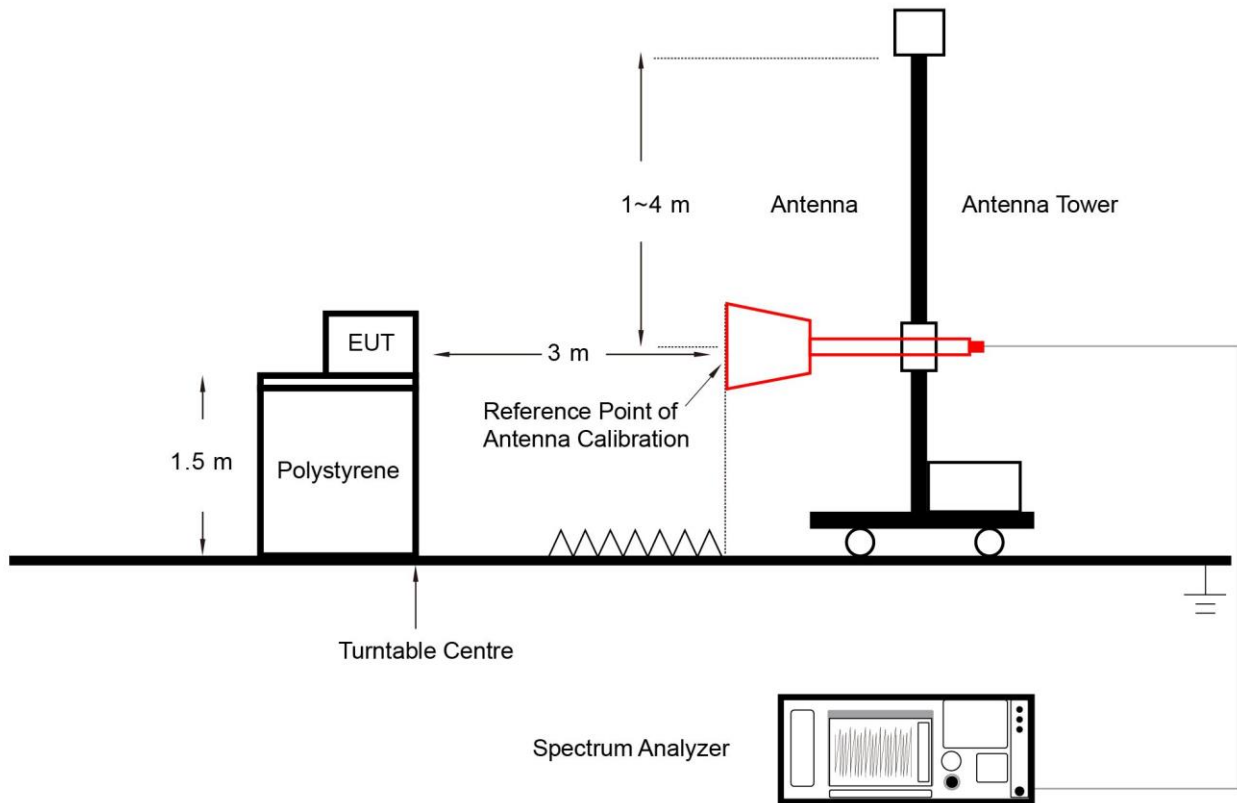 1~4 m
Antenna
Antenna Tower
EUT
3 m
Reference Point of
Antenna Calibration
1.5 m
Polystyrene
Turntable Centre
Spectrum Analyzer